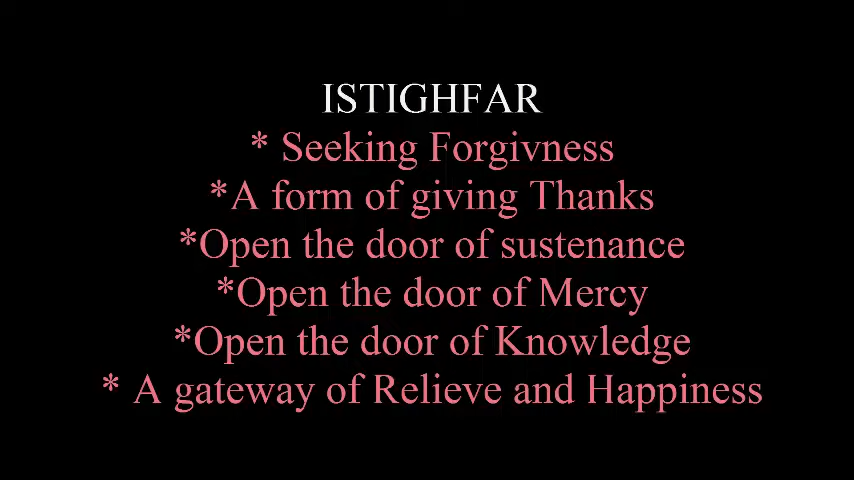 ISTIGHFAR
* Seeking Forgivness
*A form of giving Thanks
*Open the door of sustenance
*Open the door of Mercy
*Open the door of Knowledge
* A gateway of Relieve and Happiness